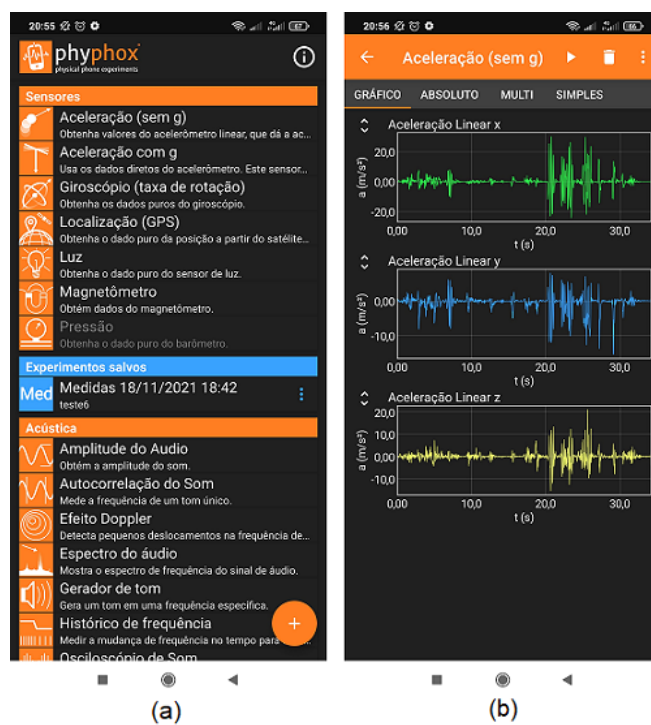 20:55
67
phyphox
physical phone experiments
Sensores
Aceleração (sem g)
Obtenha valores do acelerômetro linear, que dá a ac...
Aceleração com g
Usa os dados diretos do acelerômetro. Este sensor...
Giroscópio (taxa de rotação)
Obtenha os dados puros do giroscópio.
Localização (GPS)
Obtenha o dado puro da posição a partir do satélite...
Luz
Obtenha o dado puro do sensor de luz.
Magnetômetro
Obtém dados do magnetômetro.
Pressão
Obtenha o dado puro do barômetro.
Experimentos salvos
Med
Medidas 18/11/2021 18:42
teste6
Acústica
Amplitude do Audio
Obtém a amplitude do som.
Autocorrelação do Som
Mede a frequência de um tom único.
Efeito Doppler
Detecta pequenos deslocamentos na frequência de...
Espectro do áudio
Mostra o espectro de frequência do sinal de áudio.
Gerador de tom
Gera um tom em uma frequência específica.
Histórico de frequência
Medir a mudança de frequência no tempo para
Osciloscópio de Som
+
(a)
20:56
66
Aceleração (sem g)
GRÁFICO ABSOLUTO MULTI SIMPLES
Aceleração Linear x
a (m/s²)
20,0
0,00
-20,0
0,00 10,0 20,0 30,0
t (s)
Aceleração Linear y
a (m/s²)
0,00
-10,0
0,00 10,0 20,0 30,0
t (s)
Aceleração Linear z
a (m/s²)
20,0
10,0
0,00
-10,0
0,00 10,0 20,0 30,0
t (s)
(b)